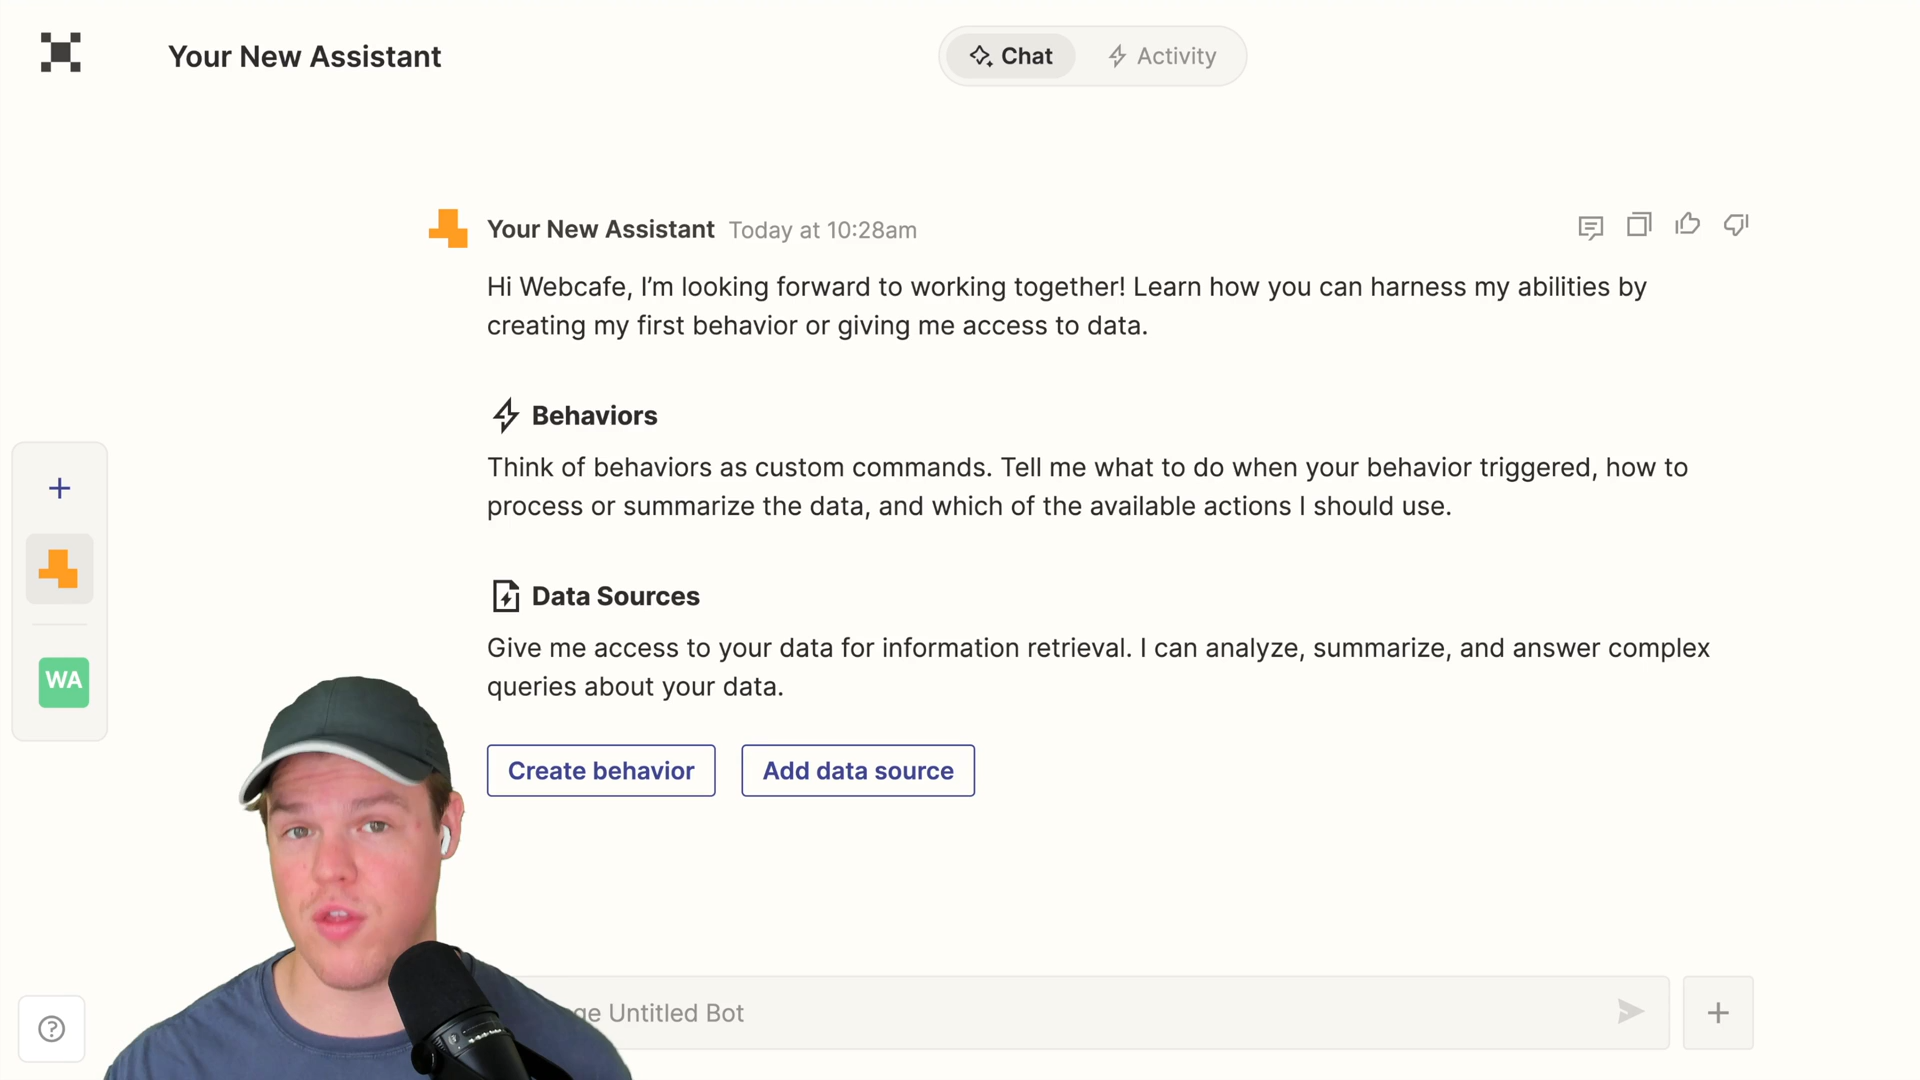 Your New Assistant
Chat
Activity
Your New Assistant Today at 10:28am
Hi Webcafe, I'm looking forward to working together! Learn how you can harness my abilities by
creating my first behavior or giving me access to data.
Behaviors
Think of behaviors as custom commands. Tell me what to do when your behavior triggered, how to
process or summarize the data, and which of the available actions I should use.
Data Sources
Give me access to your data for information retrieval. I can analyze, summarize, and answer complex
queries about your data.
Create behavior
Add data source
WA
Untitled Bot